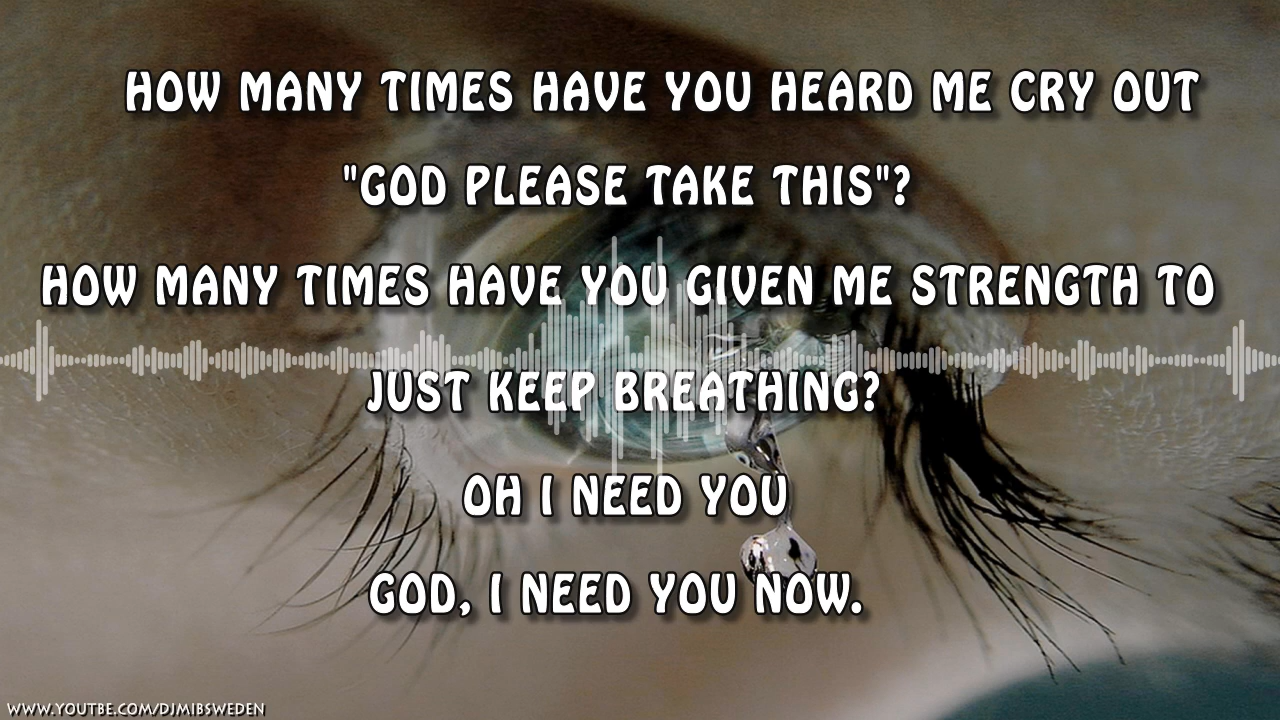 HOW MANY TIMES HAVE YOU HEARD ME CRY OUT
"GOD PLEASE TAKE THIS"?
HOW MANY TIMES HAVE YOU GIVEN ME STRENGTH TO
JUST KEEP BREATHING?
OH I NEED YOU
GOD, I NEED YOU NOW.
WWW.YOUTBE.COM/DJMIBSWEDEN